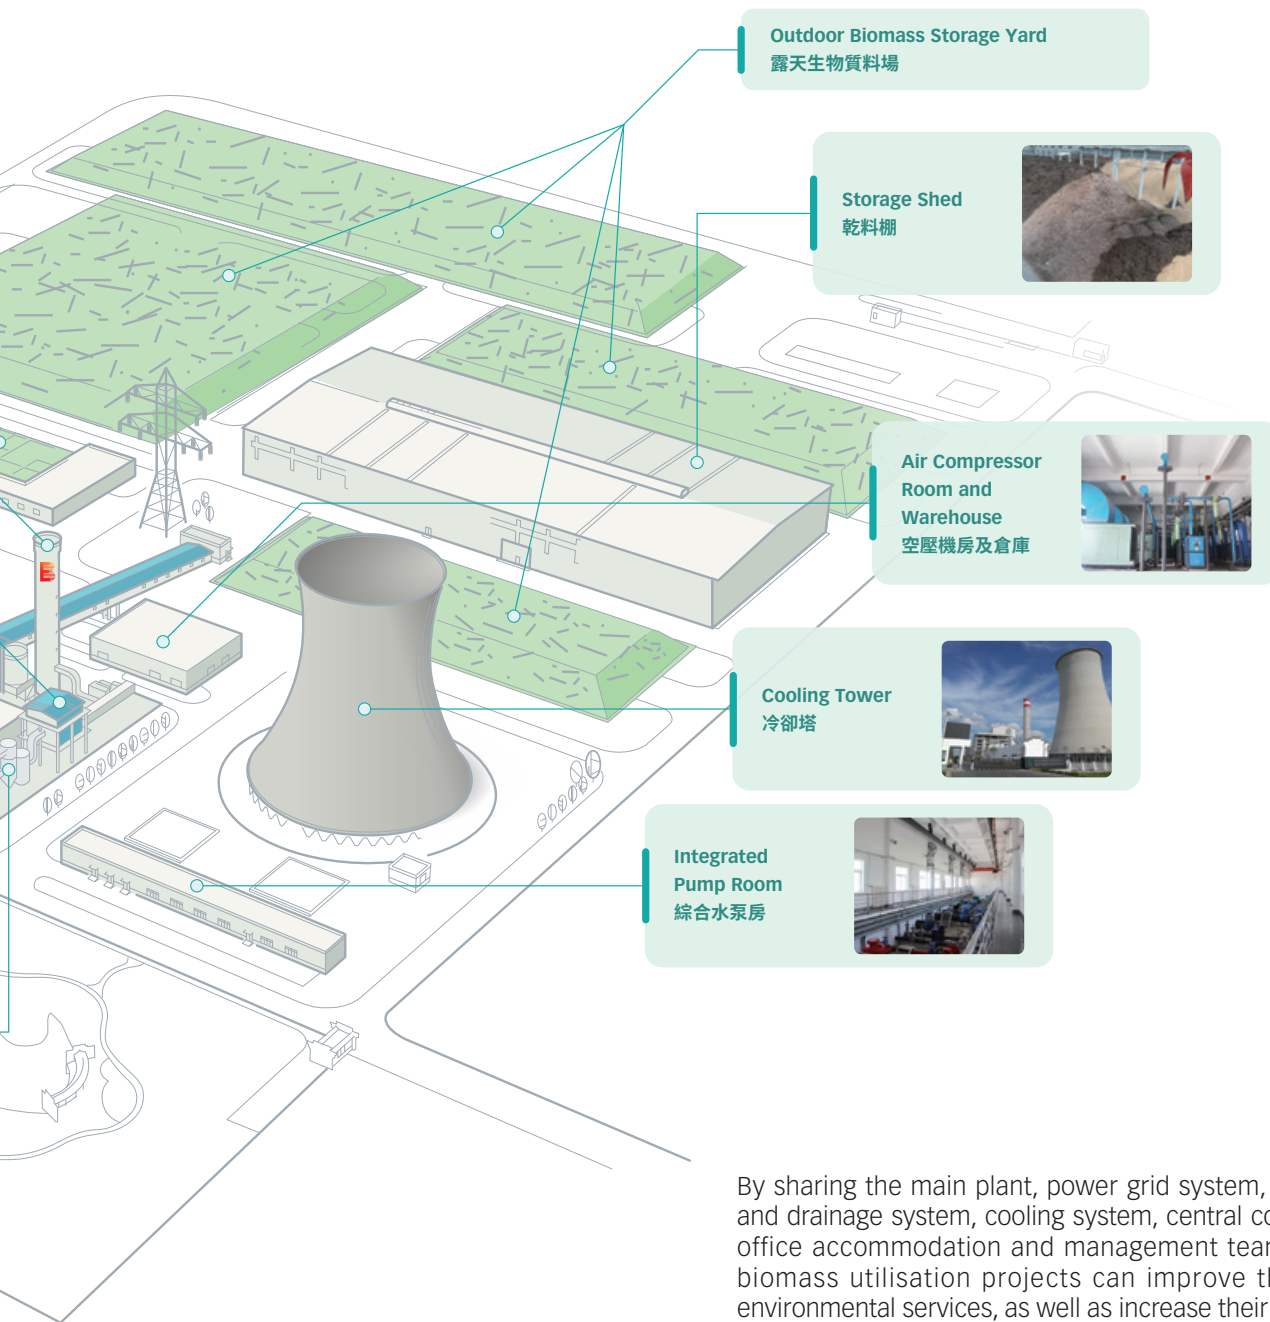 Outdoor Biomass Storage Yard
露天生物質料場
Storage Shed
乾料棚
Air Compressor
Room and
Warehouse
空壓機房及倉庫
Cooling Tower
冷卻塔
Integrated
Pump Room
綜合水泵房
By sharing the main plant, power grid system,
and drainage system, cooling system, central
office accommodation and management
biomass utilisation projects can improve
environmental services, as well as increase their